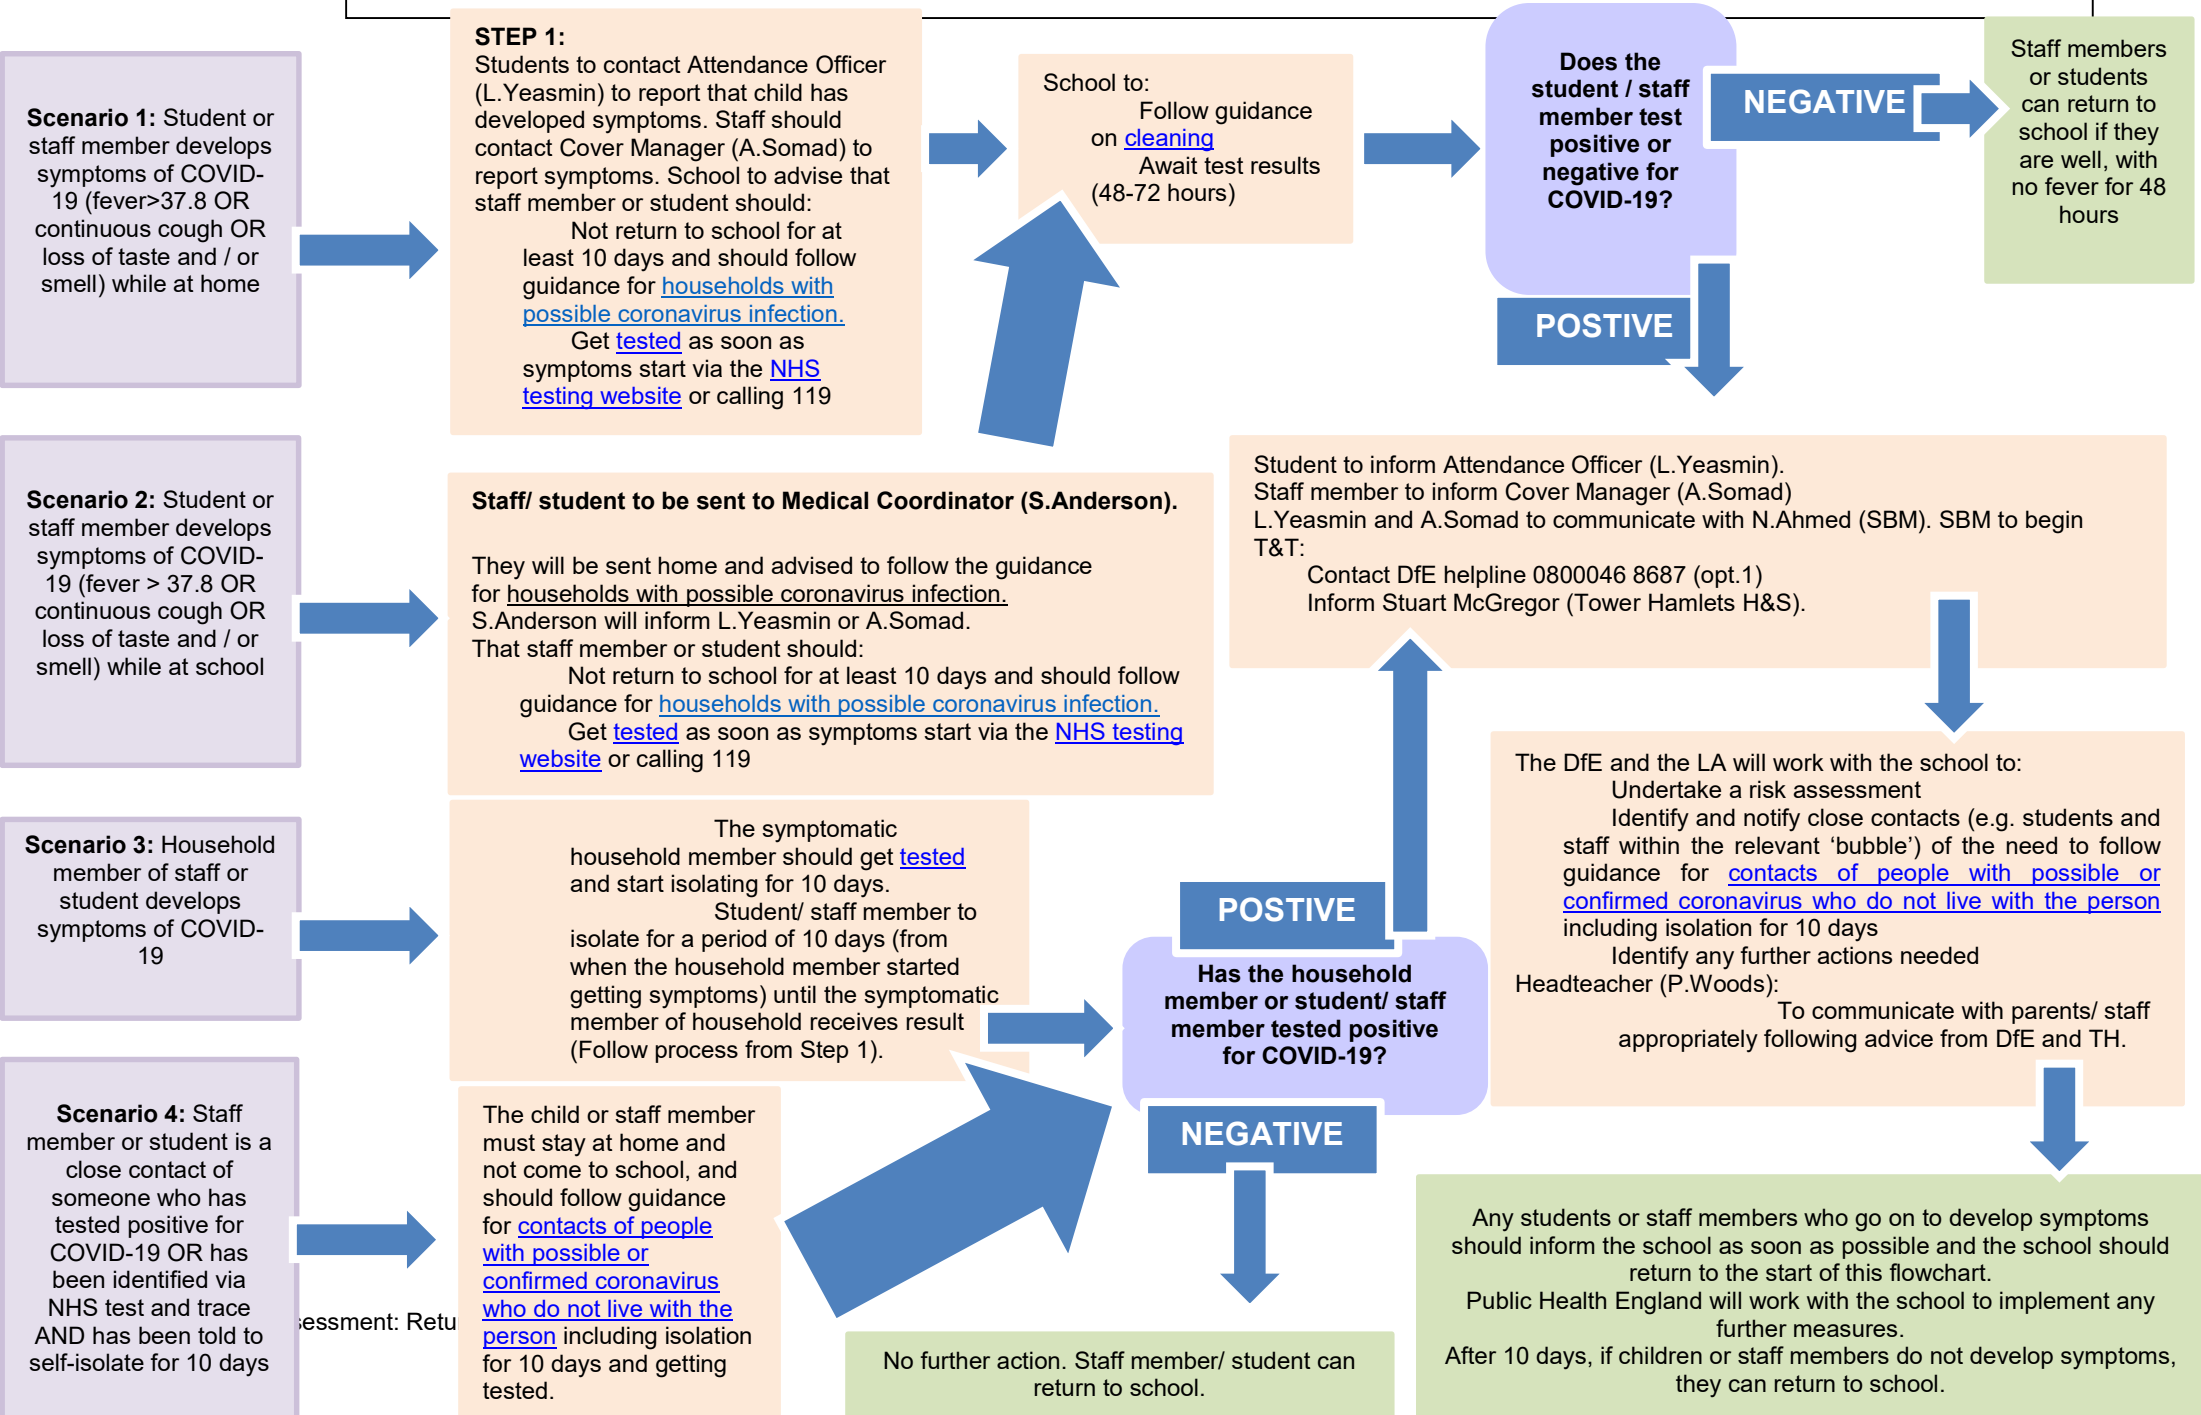 Scenario 1: Student or
staff member develops
symptoms of COVID-
19 (fever>37.8 OR
continuous cough OR
loss of taste and / or
smell) while at home
STEP 1:
Students to contact Attendance Officer
(L.Yeasmin) to report that child has
developed symptoms. Staff should
contact Cover Manager (A.Somad) to
report symptoms. School to advise that
staff member or student should:
Not return to school for at
least 10 days and should follow
guidance for households with
possible coronavirus infection.
Get tested as soon as
symptoms start via the NHS
testing website or calling 119
School to:
Follow guidance
on cleaning
Await test results
(48-72 hours)
Does the
student / staff
member test
positive or
negative for
COVID-19?
NEGATIVE
Staff members
or students
can return to
school if they
are well, with
no fever for 48
hours
POSTIVE
Scenario 2: Student or
staff member develops
symptoms of COVID-
19 (fever > 37.8 OR
continuous cough OR
loss of taste and / or
smell) while at school
Staff/ student to be sent to Medical Coordinator (S.Anderson).
They will be sent home and advised to follow the guidance
for households with possible coronavirus infection.
S.Anderson will inform L.Yeasmin or A.Somad.
That staff member or student should:
Not return to school for at least 10 days and should follow
guidance for households with possible coronavirus infection.
Get tested as soon as symptoms start via the NHS testing
website or calling 119
Student to inform Attendance Officer (L.Yeasmin).
Staff member to inform Cover Manager (A.Somad)
L.Yeasmin and A.Somad to communicate with N.Ahmed (SBM). SBM to begin
T&T:
Contact DfE helpline 0800046 8687 (opt.1)
Inform Stuart McGregor (Tower Hamlets H&S).
The DfE and the LA will work with the school to:
Undertake a risk assessment
Identify and notify close contacts (e.g. students and
staff within the relevant ‘bubble’) of the need to follow
guidance for contacts of people with possible or
confirmed coronavirus who do not live with the person
including isolation for 10 days
Identify any further actions needed
Headteacher (P.Woods):
To communicate with parents/ staff
appropriately following advice from DfE and TH.
Scenario 3: Household
member of staff or
student develops
symptoms of COVID-
19
The symptomatic
household member should get tested
and start isolating for 10 days.
Student/ staff member to
isolate for a period of 10 days (from
when the household member started
getting symptoms) until the symptomatic
member of household receives result
(Follow process from Step 1).
POSTIVE
Has the household
member or student/ staff
member tested positive
for COVID-19?
NEGATIVE
Scenario 4: Staff
member or student is a
close contact of
someone who has
tested positive for
COVID-19 OR has
been identified via
NHS test and trace
AND has been told to
self-isolate for 10 days
sessment: Retu
The child or staff member
must stay at home and
not come to school, and
should follow guidance
for contacts of people
with possible or
confirmed coronavirus
who do not live with the
person including isolation
for 10 days and getting
tested.
No further action. Staff member/ student can
return to school.
Any students or staff members who go on to develop symptoms
should inform the school as soon as possible and the school should
return to the start of this flowchart.
Public Health England will work with the school to implement any
further measures.
After 10 days, if children or staff members do not develop symptoms,
they can return to school.